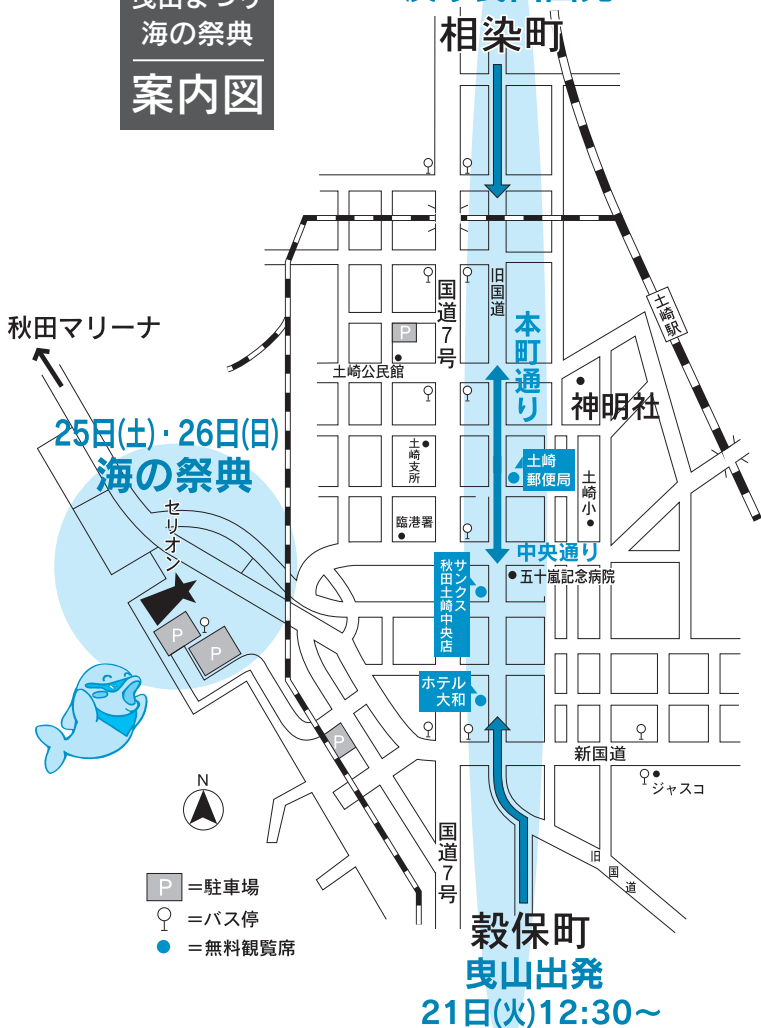 曳山まつり
海の祭典
案内図
相染町
旧国道
国道7号
本町通り
土崎駅
秋田マリーナ
P
土崎公民館
神明社
25日(土)・26日(日)
海の祭典
セリオン
土崎支所
土崎
郵便局
土崎小
臨港署
中央通り
五十嵐記念病院
サンクス
秋田土崎中央店
P
P
ホテル
大和
P
新国道
ジャスコ
N
国道7号
旧国道
P=駐車場
=バス停
=無料観覧席
穀保町
曳山出発
21日(火)12:30〜